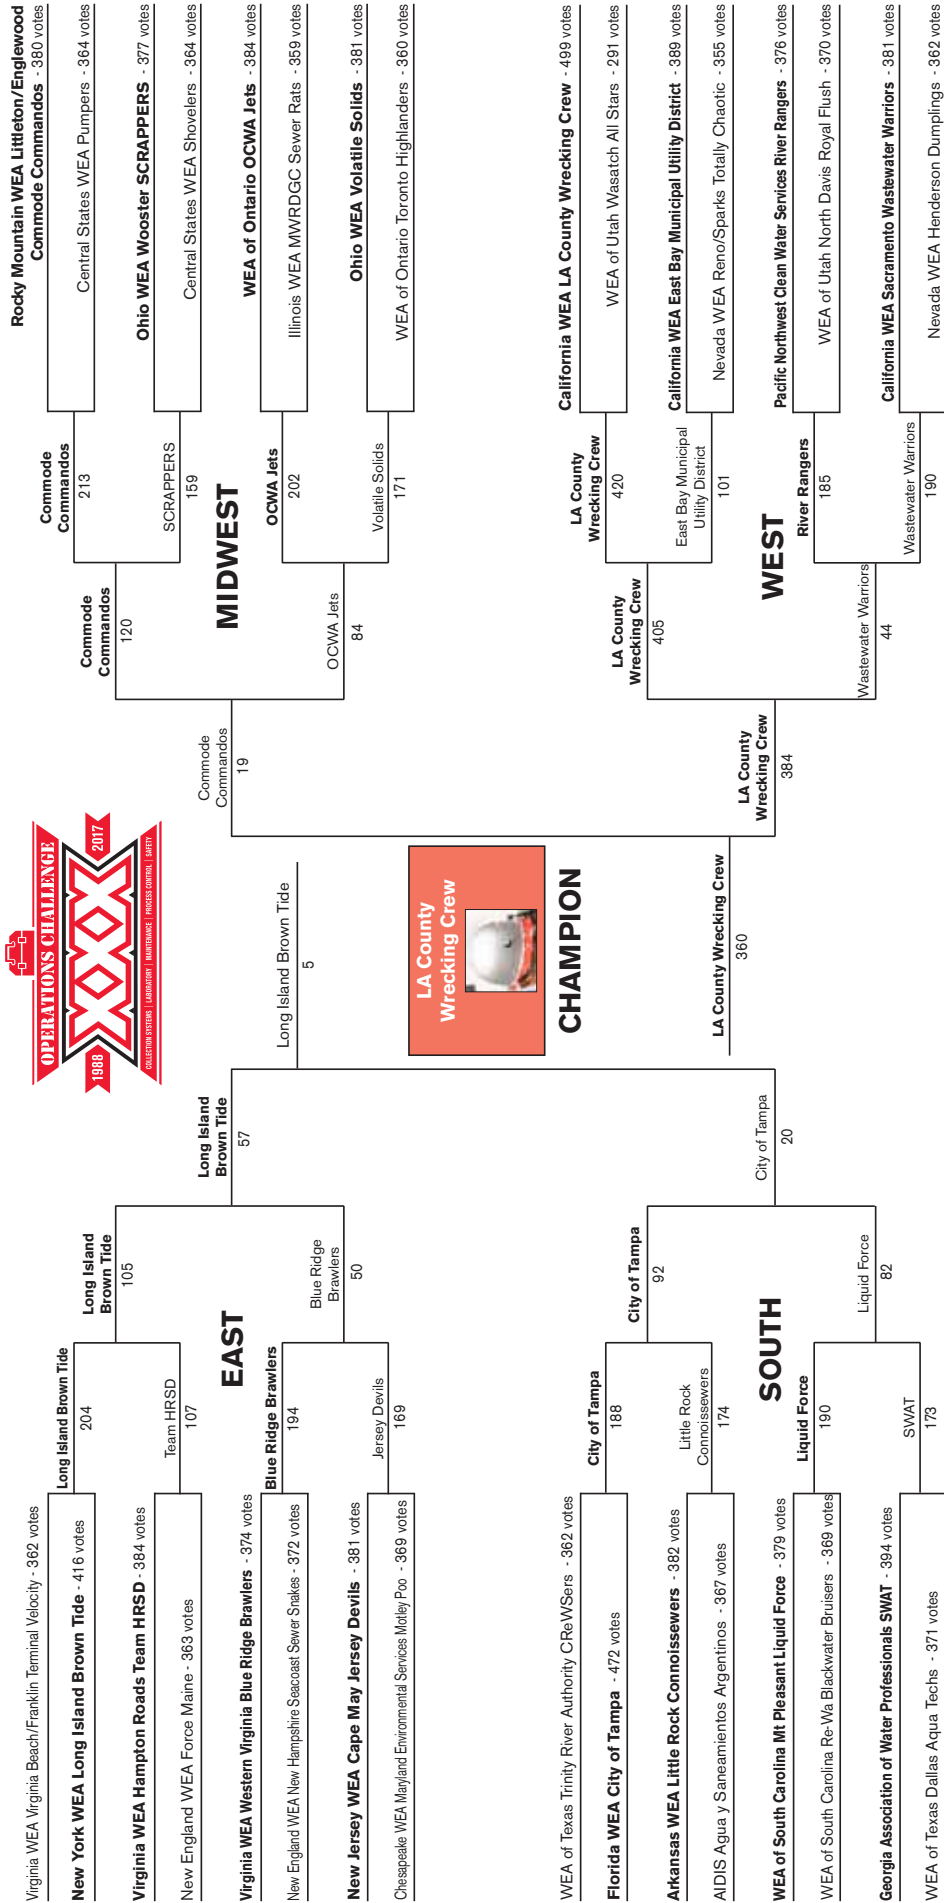 OPERATIONS CHALLENGE
1988
XXX
2017
COLLECTION SYSTEMS | LABORATORY | MAINTENANCE | PROCESS CONTROL | SAFETY
Virginia WEA Virginia Beach/Franklin Terminal Velocity - 362 votes
New York WEA Long Island Brown Tide - 416 votes
Virginia WEA Hampton Roads Team HRSD - 384 votes
New England WEA Force Maine - 363 votes
Virginia WEA Western Virginia Blue Ridge Brawlers - 374 votes
New England WEA New Hampshire Seacoast Sewer Snakes - 372 votes
New Jersey WEA Cape May Jersey Devils - 381 votes
Chesapeake WEA Maryland Environmental Services Motley Poo - 369 votes
Long Island Brown Tide
204
Team HRSD
107
Blue Ridge Brawlers
194
Jersey Devils
169
EAST
Long Island
Brown Tide
105
Blue Ridge
Brawlers
50
Long Island
Brown Tide
57
Long Island Brown Tide
5
WEA of Texas Trinity River Authority CReWSers - 362 votes
Florida WEA City of Tampa - 472 votes
Arkansas WEA Little Rock Connoissewers - 382 votes
AIDIS Agua y Saneamientos Argentinos - 367 votes
WEA of South Carolina Mt Pleasant Liquid Force - 379 votes
WEA of South Carolina Re-Wa Blackwater Bruisers - 369 votes
Georgia Association of Water Professionals SWAT - 394 votes
WEA of Texas Dallas Aqua Techs - 371 votes
City of Tampa
188
Little Rock
Connoissewers
174
Liquid Force
190
SWAT
173
SOUTH
City of Tampa
92
Liquid Force
82
City of Tampa
20
LA County
Wrecking Crew
CHAMPION
LA County Wrecking Crew
360
Commode
Commandos
19
LA County
Wrecking Crew
384
Commode
Commandos
120
OCWA Jets
84
MIDWEST
Commode
Commandos
213
SCRAPPERS
159
OCWA Jets
202
Volatile Solids
171
Rocky Mountain WEA Littleton/Englewood
Commode Commandos - 380 votes
Central States WEA Pumpers - 364 votes
Ohio WEA Wooster SCRAPPERS - 377 votes
Central States WEA Shovelers - 364 votes
WEA of Ontario OCWA Jets - 384 votes
Illinois WEA MWRDGC Sewer Rats - 359 votes
Ohio WEA Volatile Solids - 381 votes
WEA of Ontario Toronto Highlanders - 360 votes
LA County
Wrecking Crew
405
Wastewater Warriors
44
WEST
LA County
Wrecking Crew
420
East Bay Municipal
Utility District
101
River Rangers
185
Wastewater Warriors
190
California WEA LA County Wrecking Crew - 499 votes
WEA of Utah Wasatch All Stars - 291 votes
California WEA East Bay Municipal Utility District - 389 votes
Nevada WEA Reno/Sparks Totally Chaotic - 355 votes
Pacific Northwest Clean Water Services River Rangers - 376 votes
WEA of Utah North Davis Royal Flush - 370 votes
California WEA Sacramento Wastewater Warriors - 381 votes
Nevada WEA Henderson Dumplings - 362 votes